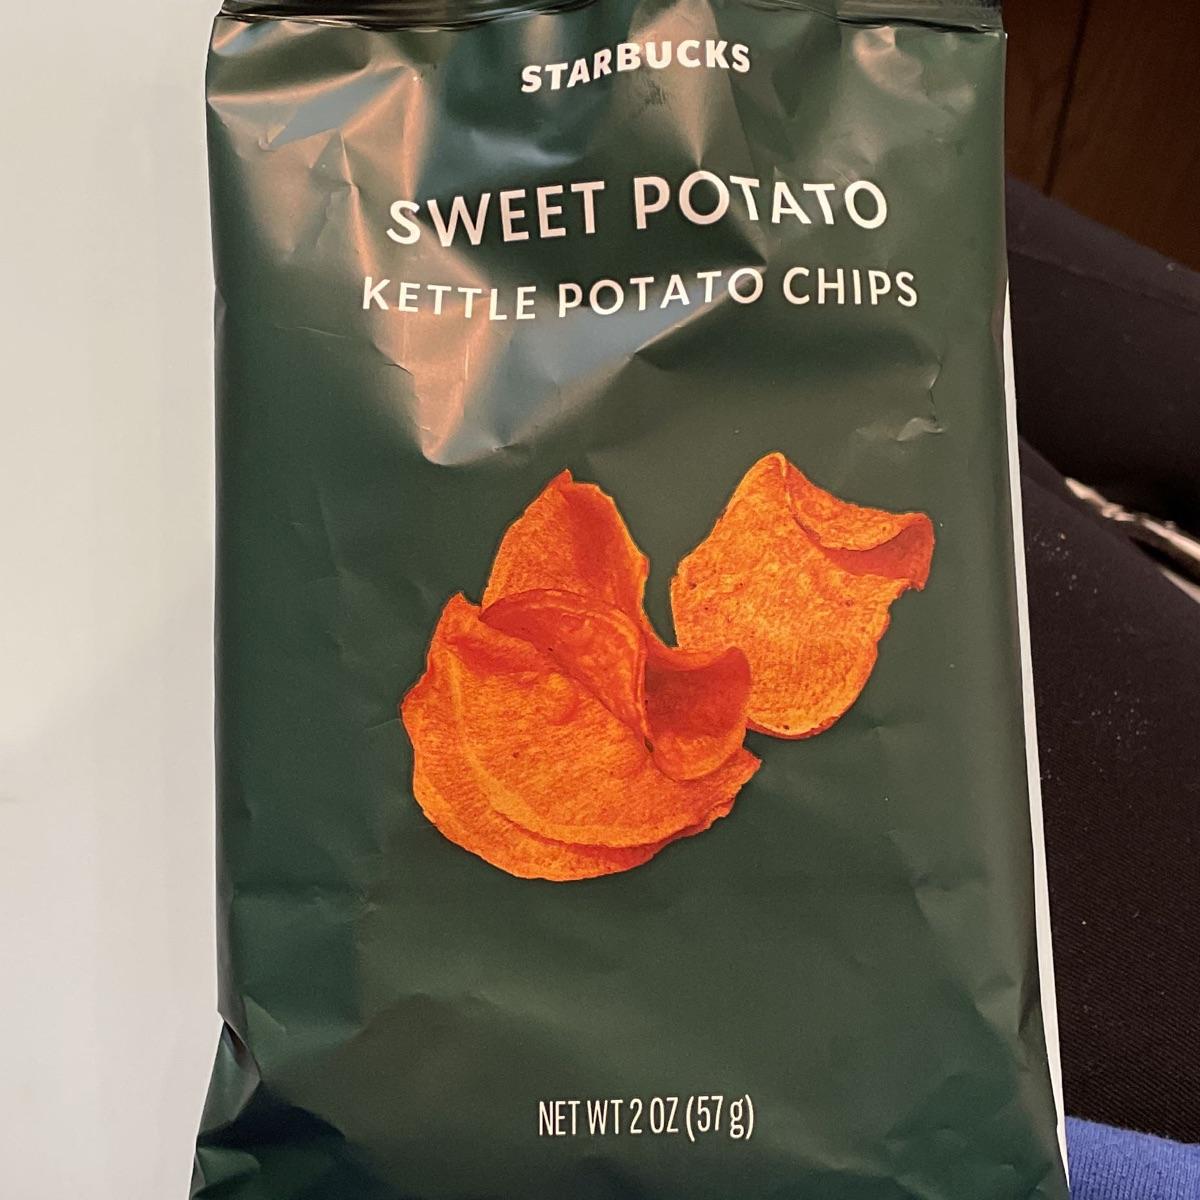 STARBUCKS
SWEET POTATO
KETTLE POTATO CHIPS
NET WT 2 OZ (57 g)